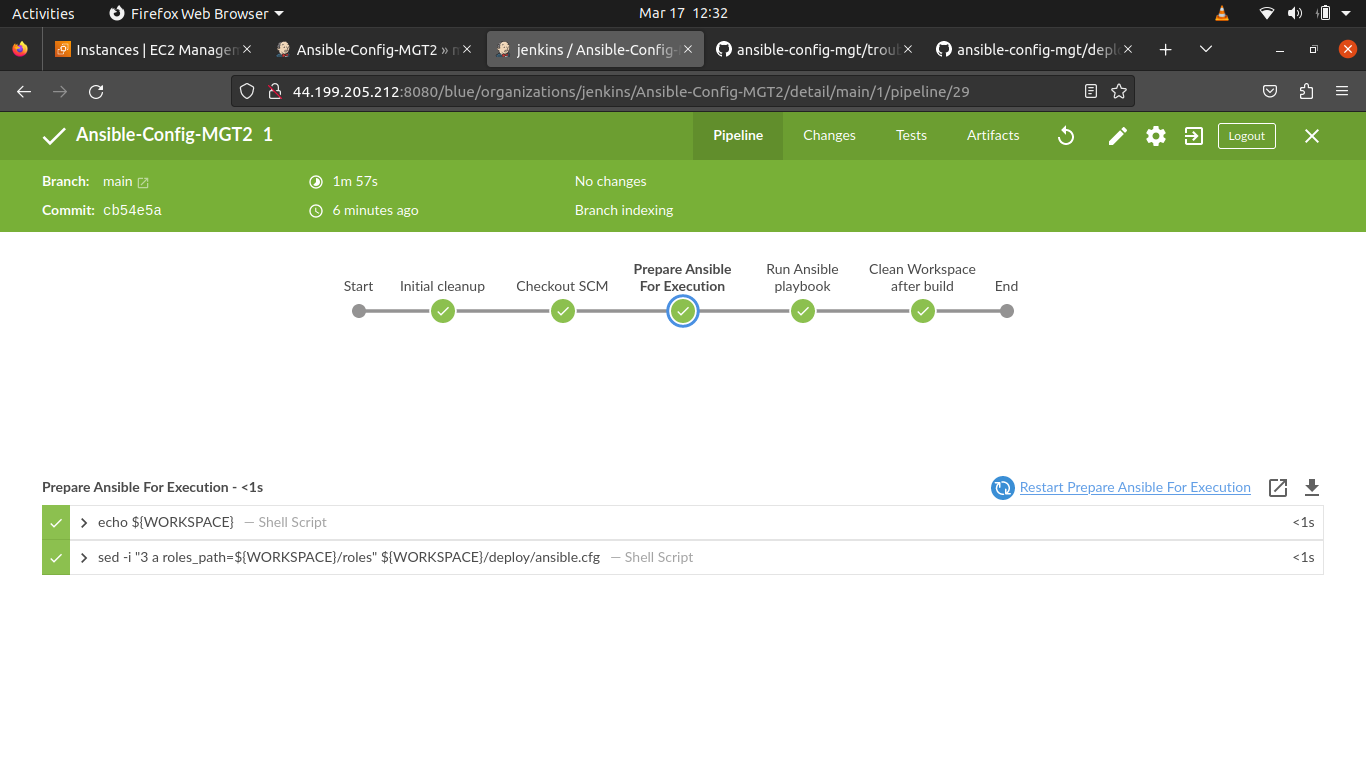 Activities Firefox Web Browser Mar 17 12:32
Instances | EC2 Managem Ansible-Config-MGT2 » m jenkins / Ansible-Config- ansible-config-mgt/troub ansible-config-mgt/depl
44.199.205.212:8080/blue/organizations/jenkins/Ansible-Config-MGT2/detail/main/1/pipeline/29
Ansible-Config-MGT2 1 Pipeline Changes Tests Artifacts Logout
Branch: main 1m 57s No changes
Commit: cb54e5a 6 minutes ago Branch indexing
Start Initial cleanup Checkout SCM Prepare Ansible For Execution Run Ansible playbook Clean Workspace after build End
Prepare Ansible For Execution - <1s Restart Prepare Ansible For Execution
echo ${WORKSPACE} — Shell Script <1s
sed -i "3 a roles_path=${WORKSPACE}/roles" ${WORKSPACE}/deploy/ansible.cfg — Shell Script <1s